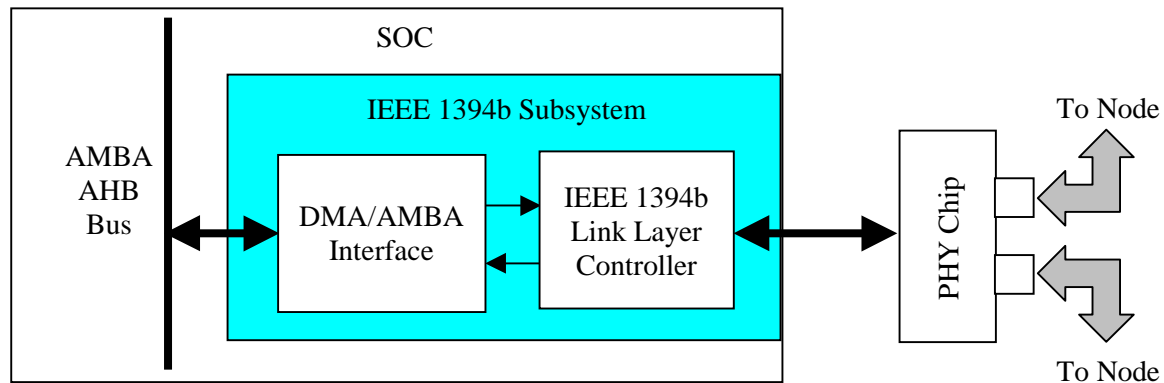 SOC
IEEE 1394b Subsystem
AMBA
AHB
Bus
DMA/AMBA
Interface
IEEE 1394b
Link Layer
Controller
PHY Chip
To Node
To Node